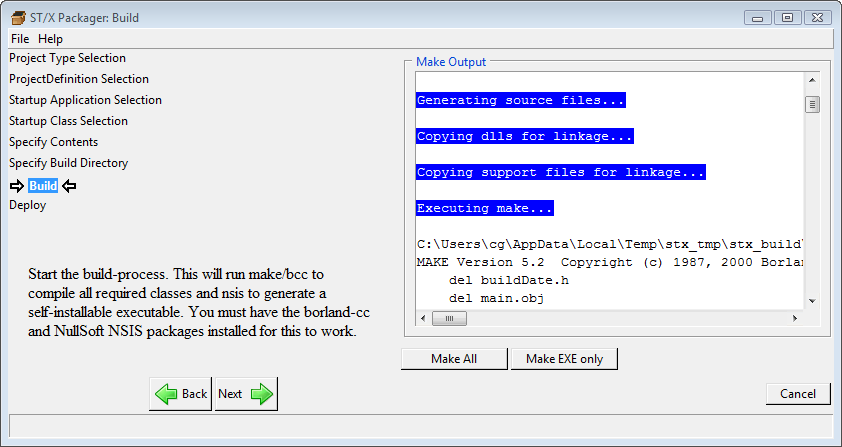 ST/X Packager: Build
File Help
Project Type Selection
ProjectDefinition Selection
Startup Application Selection
Startup Class Selection
Specify Contents
Specify Build Directory
Build
Deploy
Start the build-process. This will run make/bcc to
compile all required classes and nsis to generate a
self-installable executable. You must have the borland-cc
and NullSoft NSIS packages installed for this to work.
Make Output
Generating source files...
Copying dlls for linkage...
Copying support files for linkage...
Executing make...
C:\Users\cg\AppData\Local\Temp\stx_tmp\stx_build\
MAKE Version 5.2  Copyright (c) 1987, 2000 Borlan
del buildDate.h
del main.obj
Make All
Make EXE only
Back
Next
Cancel